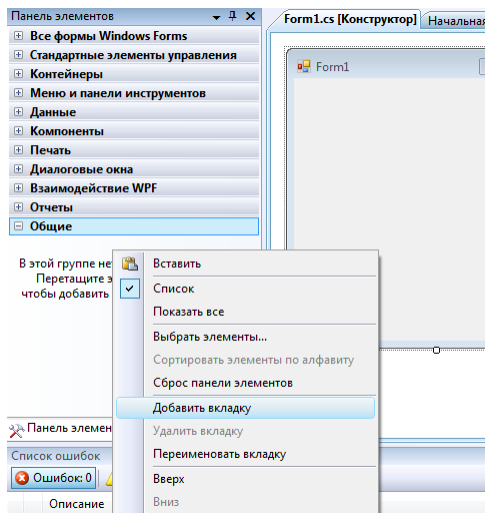 Панель элементов
Form1.cs [Конструктор]
Начальная
Все формы Windows Forms
Стандартные элементы управления
Контейнеры
Меню и панели инструментов
Данные
Компоненты
Печать
Диалоговые окна
Взаимодействие WPF
Отчеты
Общие
Form1
В этой группе не
Перетащите э
чтобы добавить
Вставить
Список
Показать все
Выбрать элементы...
Сортировать элементы по алфавиту
Сброс панели элементов
Добавить вкладку
Удалить вкладку
Переименовать вкладку
Вверх
Вниз
Панель элемен
Список ошибок
Ошибок: 0
Описание